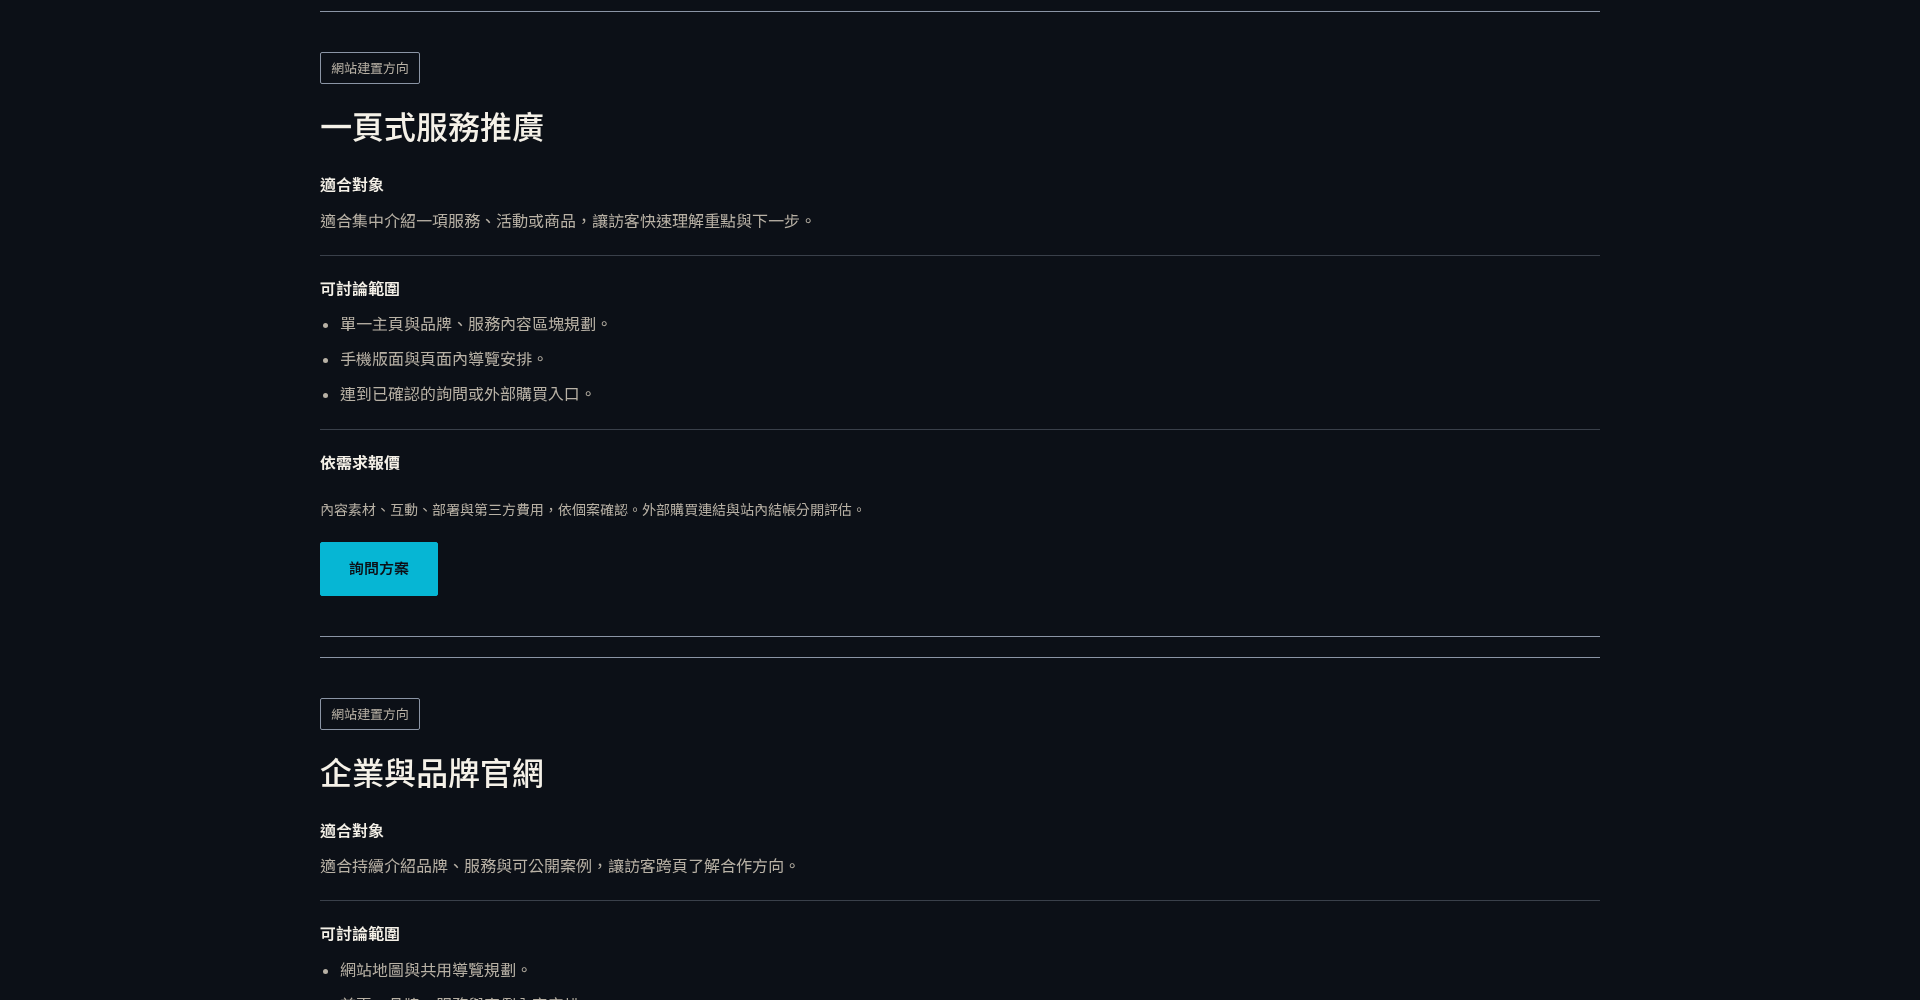 網站建置方向
一頁式服務推廣
適合對象
適合集中介紹一項服務、活動或商品，讓訪客快速理解重點與下一步。
可討論範圍
單一主頁與品牌、服務內容區塊規劃。
手機版面與頁面內導覽安排。
連到已確認的詢問或外部購買入口。
依需求報價
內容素材、互動、部署與第三方費用，依個案確認。外部購買連結與站內結帳分開評估。
詢問方案
網站建置方向
企業與品牌官網
適合對象
適合持續介紹品牌、服務與可公開案例，讓訪客跨頁了解合作方向。
可討論範圍
網站地圖與共用導覽規劃。